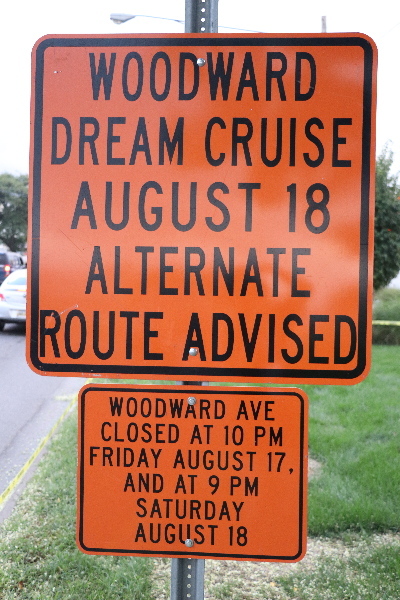 WOODWARD
DREAM CRUISE
AUGUST 18
ALTERNATE
ROUTE ADVISED
WOODWARD AVE
CLOSED AT 10 PM
FRIDAY AUGUST 17,
AND AT 9 PM
SATURDAY
AUGUST 18